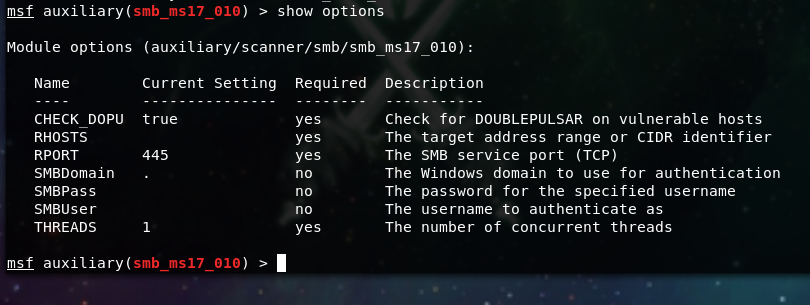 msf auxiliary(smb_ms17_010) > show options
Module options (auxiliary/scanner/smb/smb_ms17_010):
Name Current Setting Required Description
---- --------------- -------- -----------
CHECK_DOPU true yes Check for DOUBLEPULSAR on vulnerable hosts
RHOSTS yes The target address range or CIDR identifier
RPORT 445 yes The SMB service port (TCP)
SMBDomain . no The Windows domain to use for authentication
SMBPass no The password for the specified username
SMBUser no The username to authenticate as
THREADS 1 yes The number of concurrent threads
msf auxiliary(smb_ms17_010) >